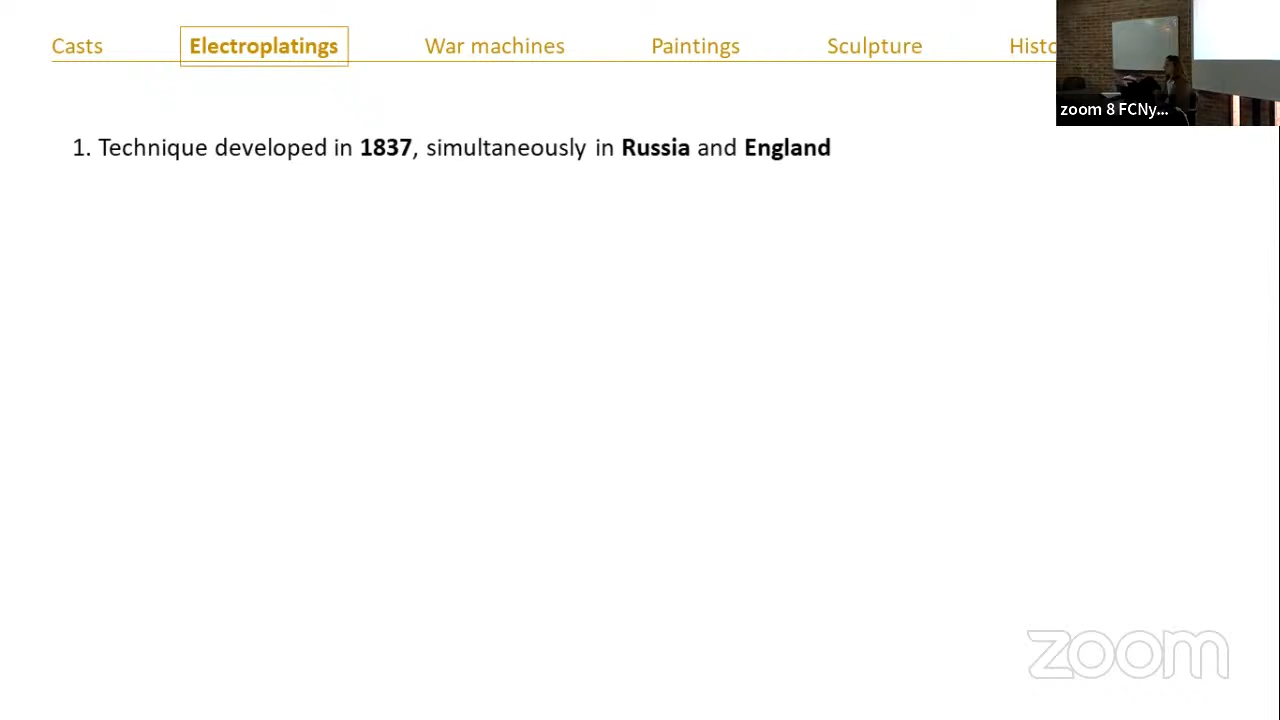 Casts Electroplatings War machines Paintings Sculpture Histo
zoom 8 FCNy...
1. Technique developed in 1837, simultaneously in Russia and England
zoom